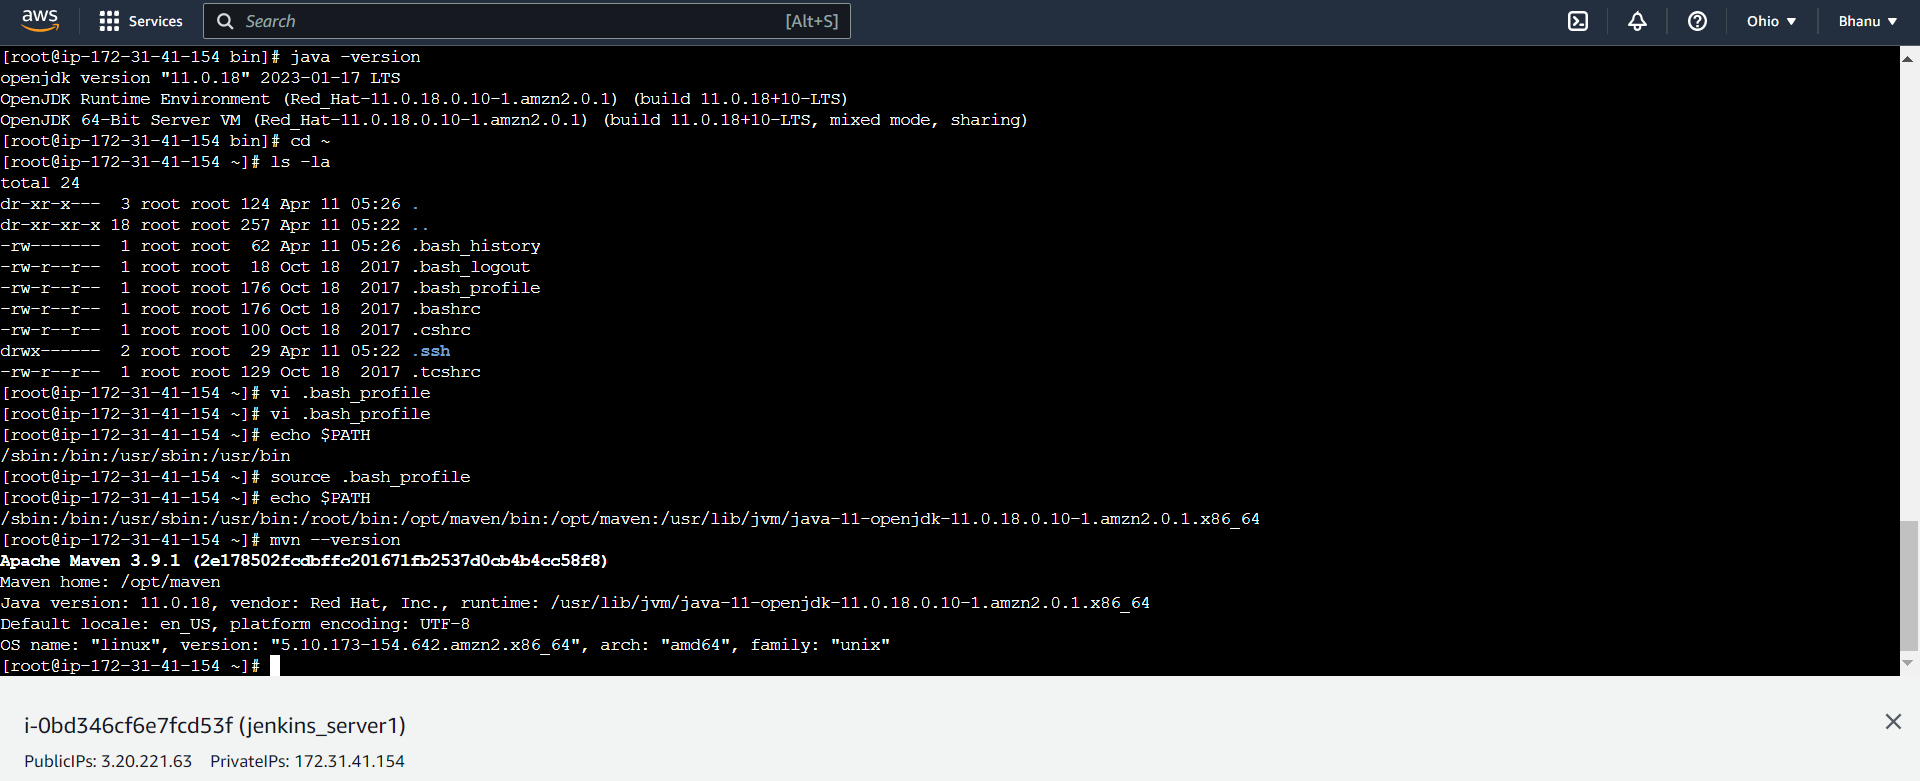 aws Services Search [Alt+S] Ohio Bhanu
[root@ip-172-31-41-154 bin]# java -version
openjdk version "11.0.18" 2023-01-17 LTS
OpenJDK Runtime Environment (Red_Hat-11.0.18.0.10-1.amzn2.0.1) (build 11.0.18+10-LTS)
OpenJDK 64-Bit Server VM (Red_Hat-11.0.18.0.10-1.amzn2.0.1) (build 11.0.18+10-LTS, mixed mode, sharing)
[root@ip-172-31-41-154 bin]# cd ~
[root@ip-172-31-41-154 ~]# ls -la
total 24
dr-xr-x---  3 root root 124 Apr 11 05:26 .
dr-xr-xr-x 18 root root 257 Apr 11 05:22 ..
-rw-------  1 root root  62 Apr 11 05:26 .bash_history
-rw-r--r--  1 root root  18 Oct 18  2017 .bash_logout
-rw-r--r--  1 root root 176 Oct 18  2017 .bash_profile
-rw-r--r--  1 root root 176 Oct 18  2017 .bashrc
-rw-r--r--  1 root root 100 Oct 18  2017 .cshrc
drwx------  2 root root  29 Apr 11 05:22 .ssh
-rw-r--r--  1 root root 129 Oct 18  2017 .tcshrc
[root@ip-172-31-41-154 ~]# vi .bash_profile
[root@ip-172-31-41-154 ~]# vi .bash_profile
[root@ip-172-31-41-154 ~]# echo $PATH
/sbin:/bin:/usr/sbin:/usr/bin
[root@ip-172-31-41-154 ~]# source .bash_profile
[root@ip-172-31-41-154 ~]# echo $PATH
/sbin:/bin:/usr/sbin:/usr/bin:/root/bin:/opt/maven/bin:/opt/maven:/usr/lib/jvm/java-11-openjdk-11.0.18.0.10-1.amzn2.0.1.x86_64
[root@ip-172-31-41-154 ~]# mvn --version
Apache Maven 3.9.1 (2e178502fcdbffc201671fb2537d0cb4b4cc58f8)
Maven home: /opt/maven
Java version: 11.0.18, vendor: Red Hat, Inc., runtime: /usr/lib/jvm/java-11-openjdk-11.0.18.0.10-1.amzn2.0.1.x86_64
Default locale: en_US, platform encoding: UTF-8
OS name: "linux", version: "5.10.173-154.642.amzn2.x86_64", arch: "amd64", family: "unix"
[root@ip-172-31-41-154 ~]#
i-0bd346cf6e7fcd53f (jenkins_server1)
PublicIPs: 3.20.221.63 PrivateIPs: 172.31.41.154